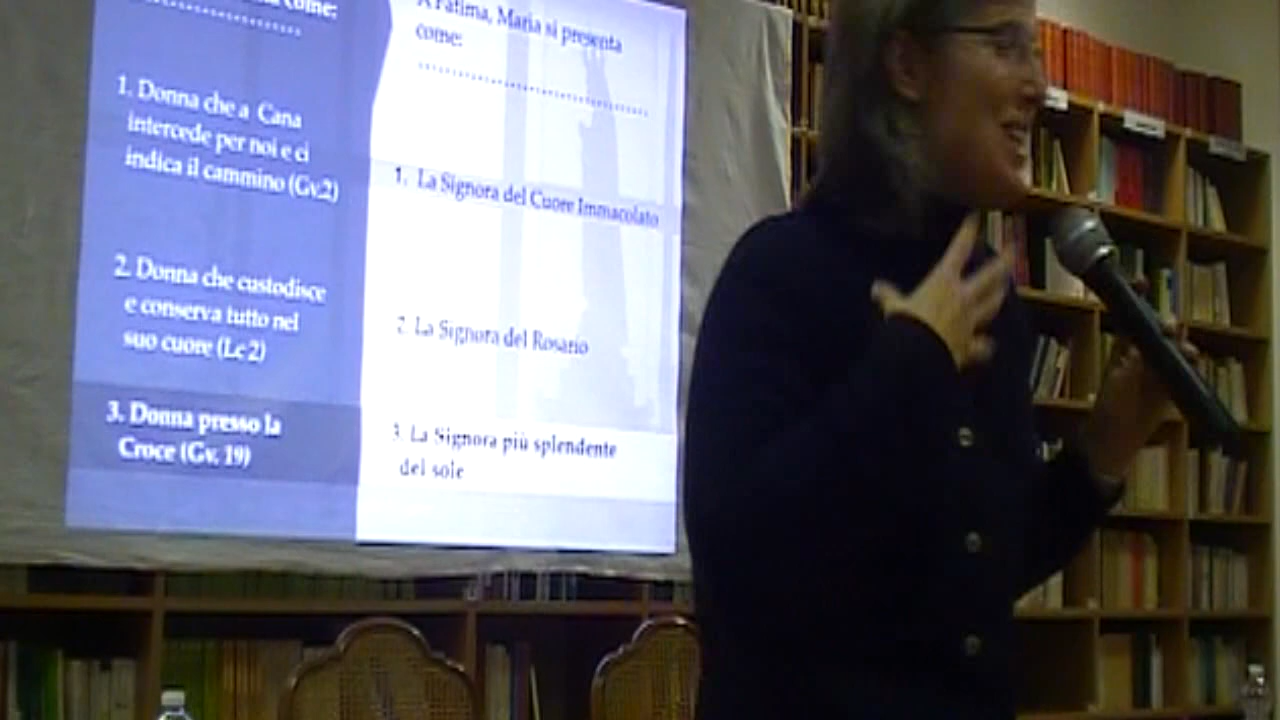 come:
1. Donna che a Cana
intercede per noi e ci
indica il cammino (Gv.2)
2. Donna che custodisce
e conserva tutto nel
suo cuore (Lc 2)
3. Donna presso la
Croce (Gv. 19)
A Fatima, Maria si presenta
come:
1. La Signora del Cuore Immacolato
2. La Signora del Rosario
3. La Signora più splendente
del sole